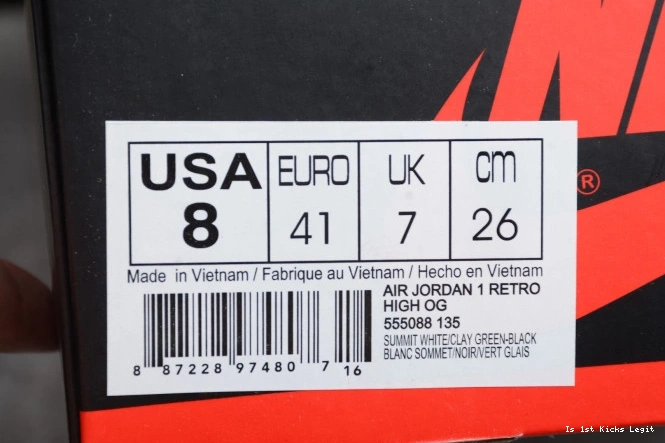 NI
®
USA EURO UK cm
8 41 7 26
Made in Vietnam / Fabrique au Vietnam / Hecho en Vietnam
AIR JORDAN 1 RETRO
HIGH OG
555088 135
SUMMIT WHITE/CLAY GREEN-BLACK
BLANC SOMMET/NOIR/VERT GLAIS
8 87228 97480 7 16
Is 1st Kicks Legit